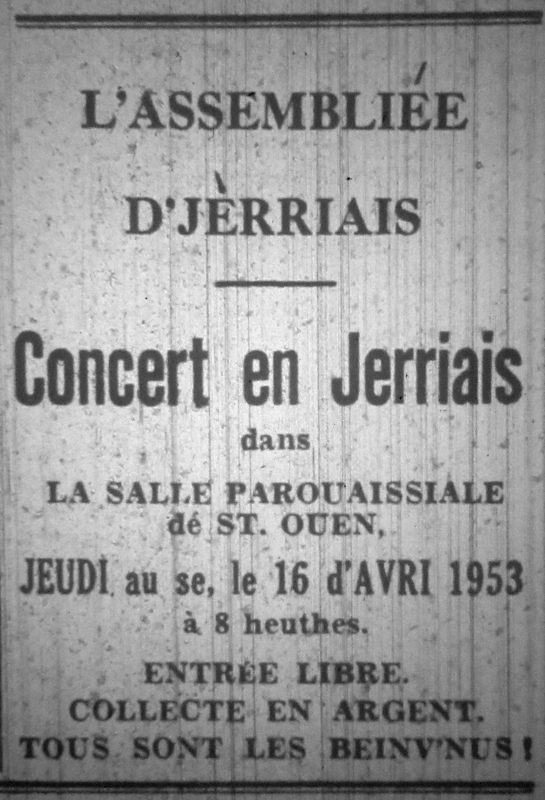 L'ASSEMBLIÉE
D'JÈRRIAIS
Concert en Jerriais
dans
LA SALLE PAROUAISSIALE
dé ST. OUEN,
JEUDI au se, le 16 d'AVRI 1953
à 8 heuthes.
ENTRÉE LIBRE.
COLLECTE EN ARGENT.
TOUS SONT LES BEINV'NUS!